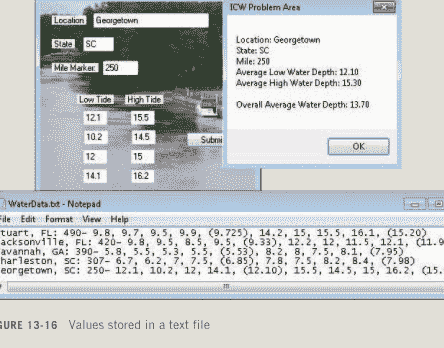 Location Georgetown
State SC
Mile Marker: 250
Low Tide High Tide
12.1 15.5
10.2 14.5
12 15
14.1 16.2
Submi
ICW Problem Area
Location: Georgetown
State: SC
Mile: 250
Average Low Water Depth: 12.10
Average High Water Depth: 15.30
Overall Average Water Depth: 13.70
OK
WaterData.txt - Notepad
File Edit Format View Help
tuart, FL: 490- 9.8, 9.7, 9.5, 9.9, (9.725), 14.2, 15, 15.5, 16.1, (15.20)
acksonville, FL: 420- 9.8, 9.5, 8.5, 9.5, (9.33), 12.2, 12, 11.5, 12.1, (11.9
avannah, GA: 390- 5.8, 5.5, 5.3, 5.5, (5.53), 8.2, 8, 7.5, 8.1, (7.95)
harleston, SC: 307- 6.7, 6.2, 7, 7.5, (6.85), 7.8, 7.5, 8.2, 8.4, (7.98)
eorgetown, SC: 250- 12.1, 10.2, 12, 14.1, (12.10), 15.5, 14.5, 15, 16.2, (15.
GURE 13-16 Values stored in a text file